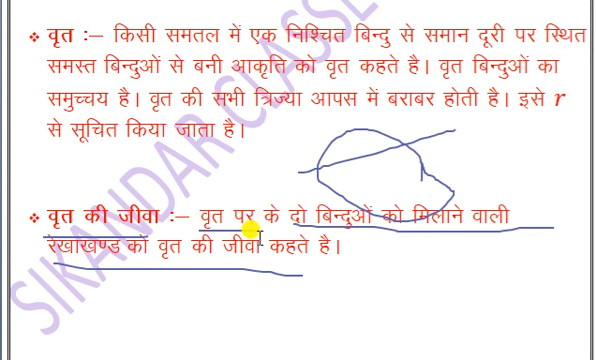 ❖ वृत :– किसी समतल में एक निश्चित बिन्दु से समान दूरी पर स्थित
समस्त बिन्दुओं से बनी आकृति को वृत कहते है। वृत बिन्दुओं का
समुच्चय है। वृत की सभी त्रिज्या आपस में बराबर होती है। इसे r
से सूचित किया जाता है।
❖ वृत की जीवा :– वृत पर के दो बिन्दुओं को मिलाने वाली
रेखाखण्ड को वृत की जीवा कहते है।
SIKANDAR CLASSE